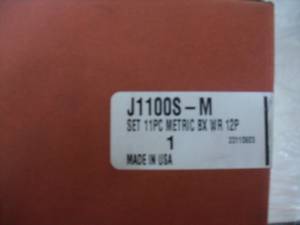 J1100S-M
SET 11PC METRIC BX WR 12P
1
MADE IN USA